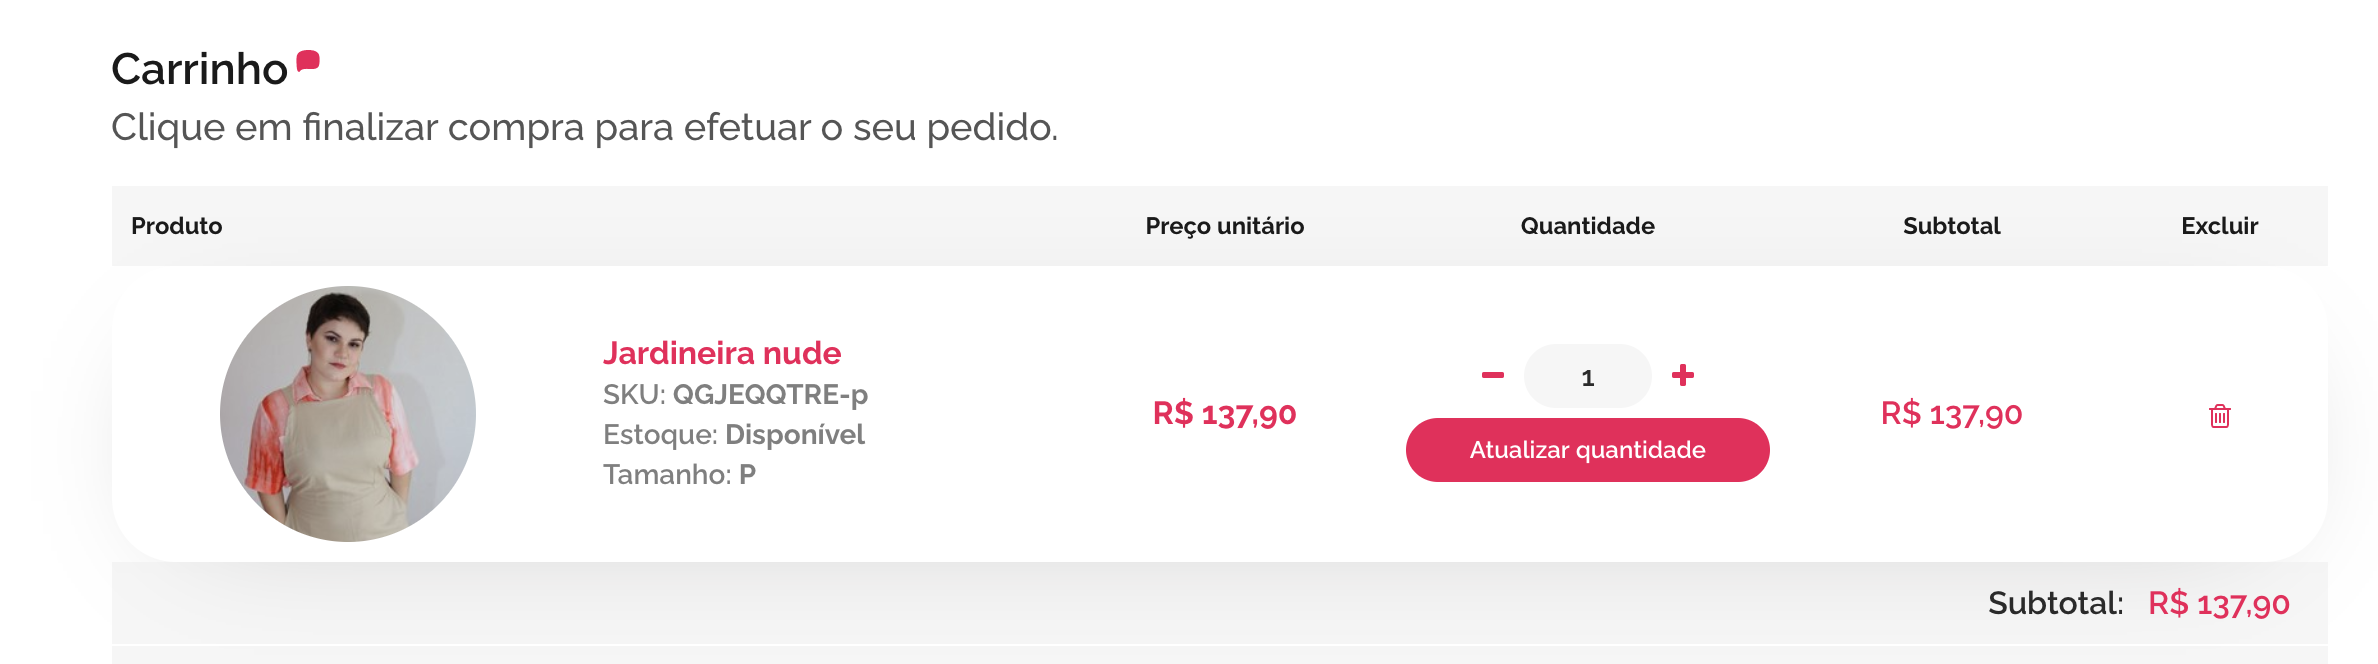 Carrinho
Clique em finalizar compra para efetuar o seu pedido.
Produto Preço unitário Quantidade Subtotal Excluir
Jardineira nude
SKU: QGJEQQTRE-p
Estoque: Disponível
Tamanho: P
R$ 137,90
1
Atualizar quantidade
R$ 137,90
Subtotal: R$ 137,90